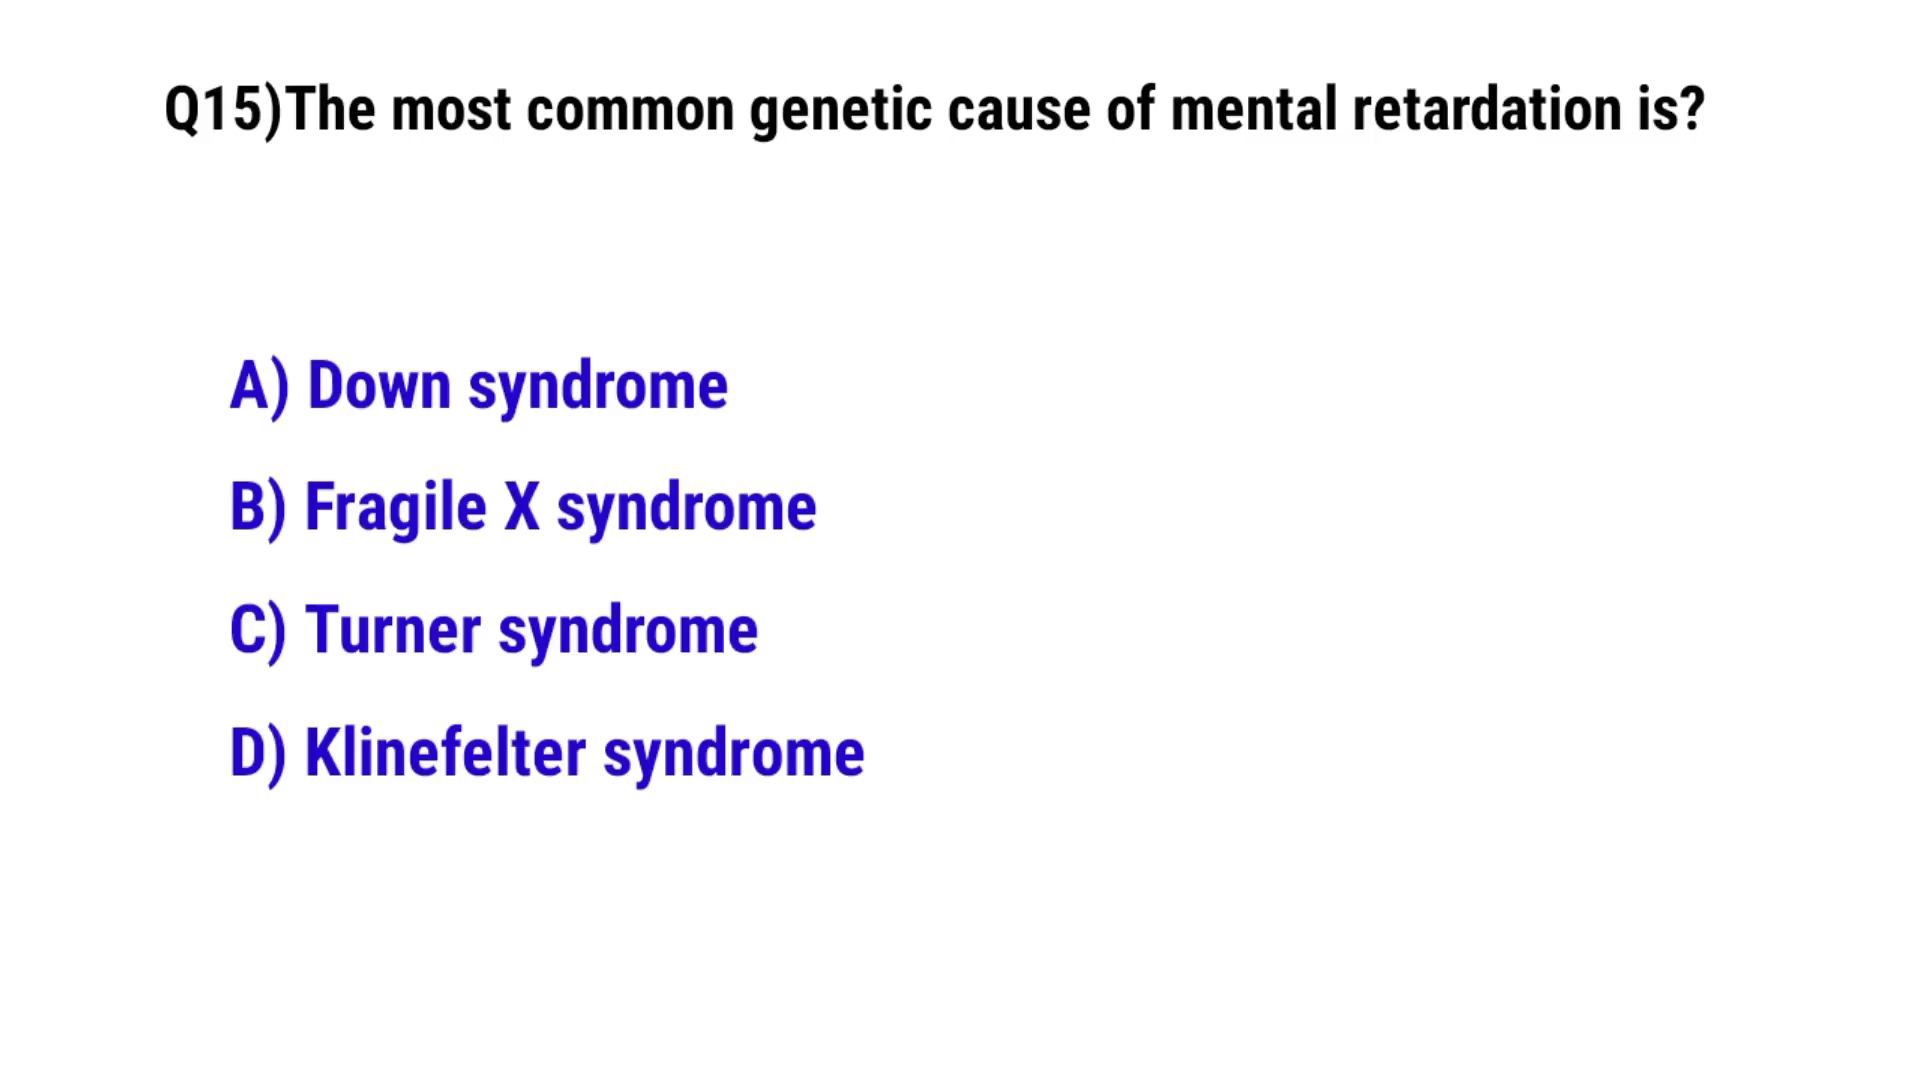 Q15)The most common genetic cause of mental retardation is?
A) Down syndrome
B) Fragile X syndrome
C) Turner syndrome
D) Klinefelter syndrome